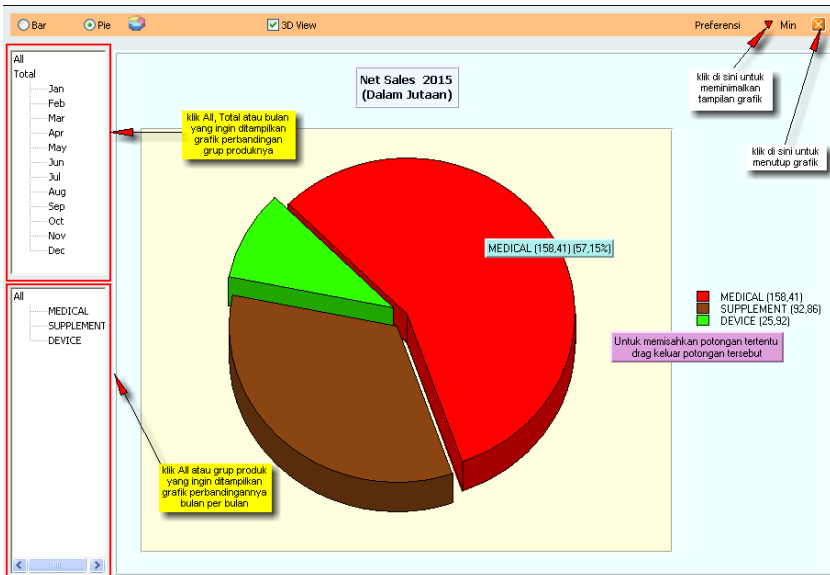 Bar
Pie
3D View
Preferensi
Min
All
Total
Jan
Feb
Mar
Apr
May
Jun
Jul
Aug
Sep
Oct
Nov
Dec
klik All, Total atau bulan
yang ingin ditampilkan
grafik perbandingan
grup produknya
Net Sales 2015
(Dalam Jutaan)
klik di sini untuk
meminimalkan
tampilan grafik
klik di sini untuk
menutup grafik
MEDICAL (158,41) (57,15%)
MEDICAL (158,41)
SUPPLEMENT (92,86)
DEVICE (25,92)
Untuk memisahkan potongan tertentu
drag keluar potongan tersebut
All
MEDICAL
SUPPLEMENT
DEVICE
klik All atau grup produk
yang ingin ditampilkan
grafik perbandingannya
bulan per bulan